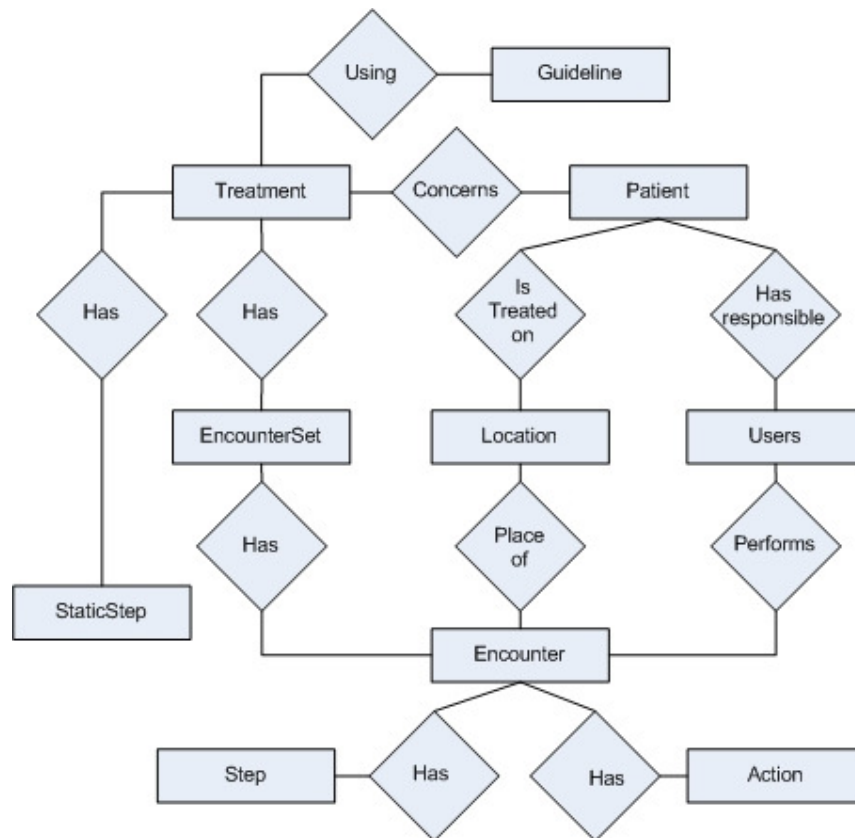 Using
Guideline
Treatment
Concerns
Patient
Has
Has
Is
Treated
on
Has
responsible
EncounterSet
Location
Users
Has
Place
of
Performs
StaticStep
Encounter
Step
Has
Has
Action